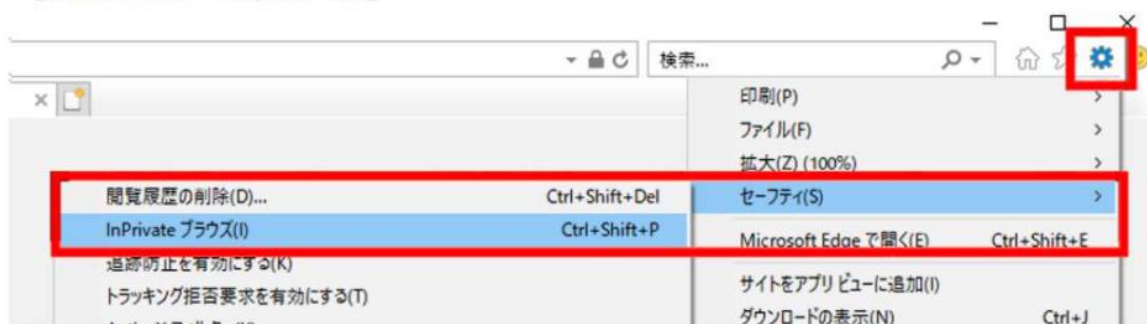 検索...
印刷(P)
ファイル(F)
拡大(Z) (100%)
セーフティ(S)
Microsoft Edge で開く(E) Ctrl+Shift+E
サイトをアプリ ビューに追加(I)
ダウンロードの表示(N) Ctrl+J
閲覧履歴の削除(D)... Ctrl+Shift+Del
InPrivate ブラウズ(I) Ctrl+Shift+P
追跡防止を有効にする(K)
トラッキング拒否要求を有効にする(T)